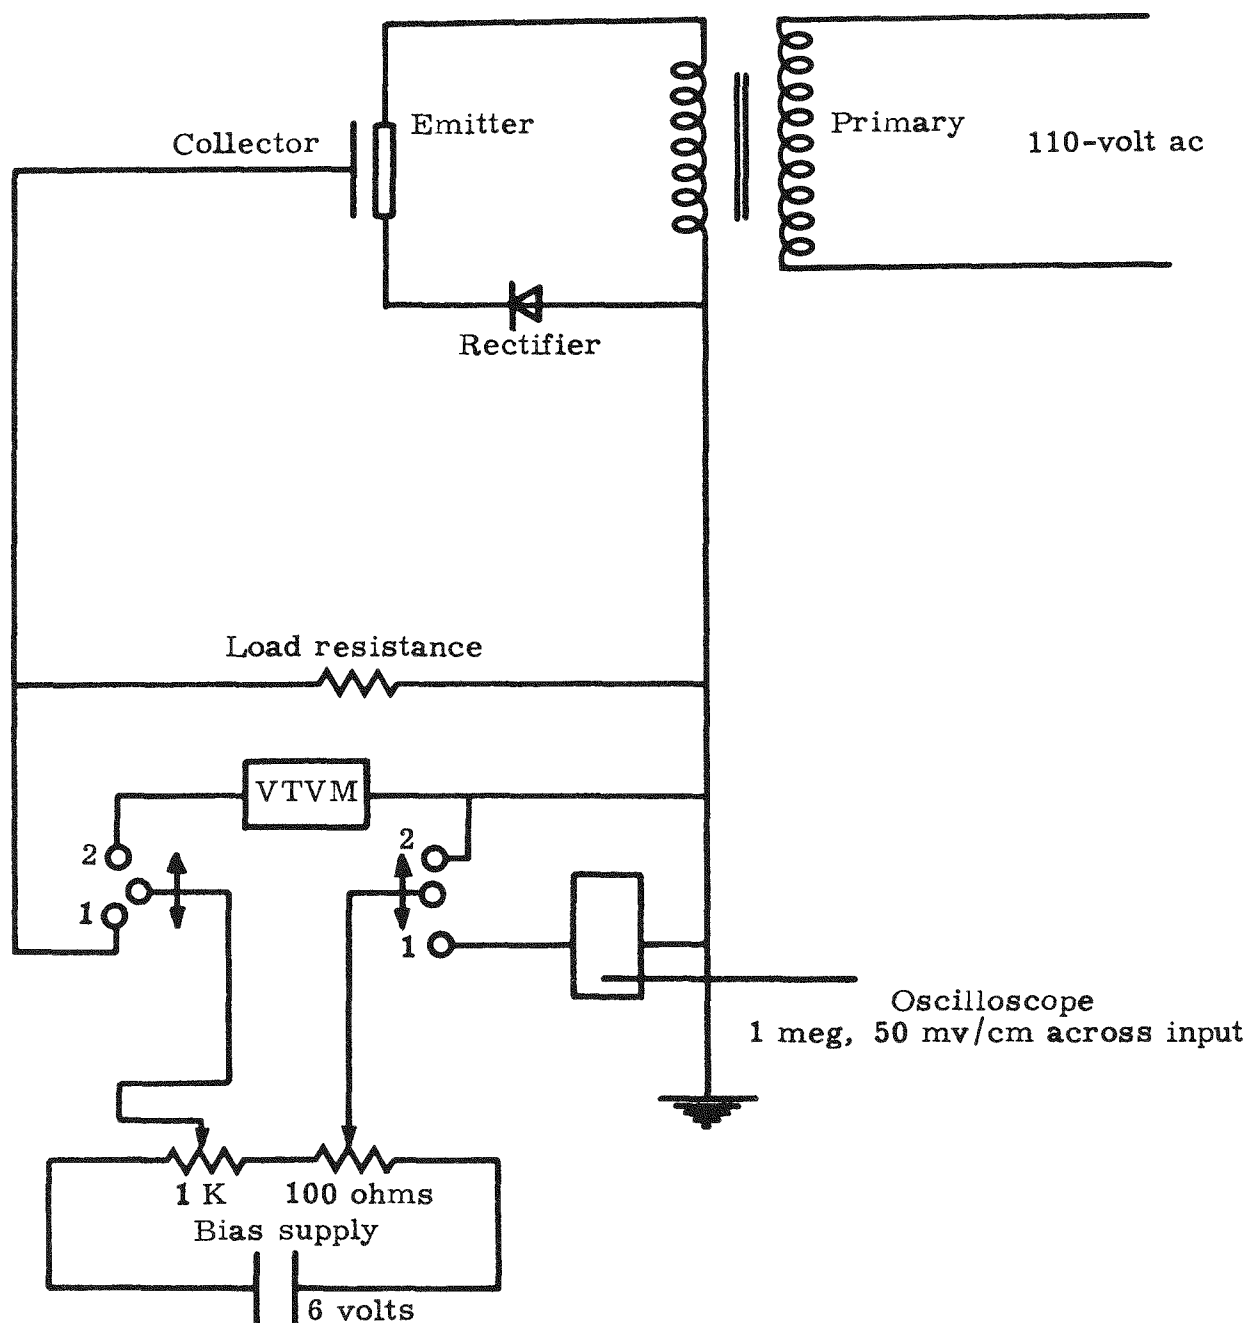 Emitter
Collector
Primary
110-volt ac
Rectifier
Load resistance
VTVM
2
2
1
1
Oscilloscope
1 meg, 50 mv/cm across input
1 K
100 ohms
Bias supply
6 volts